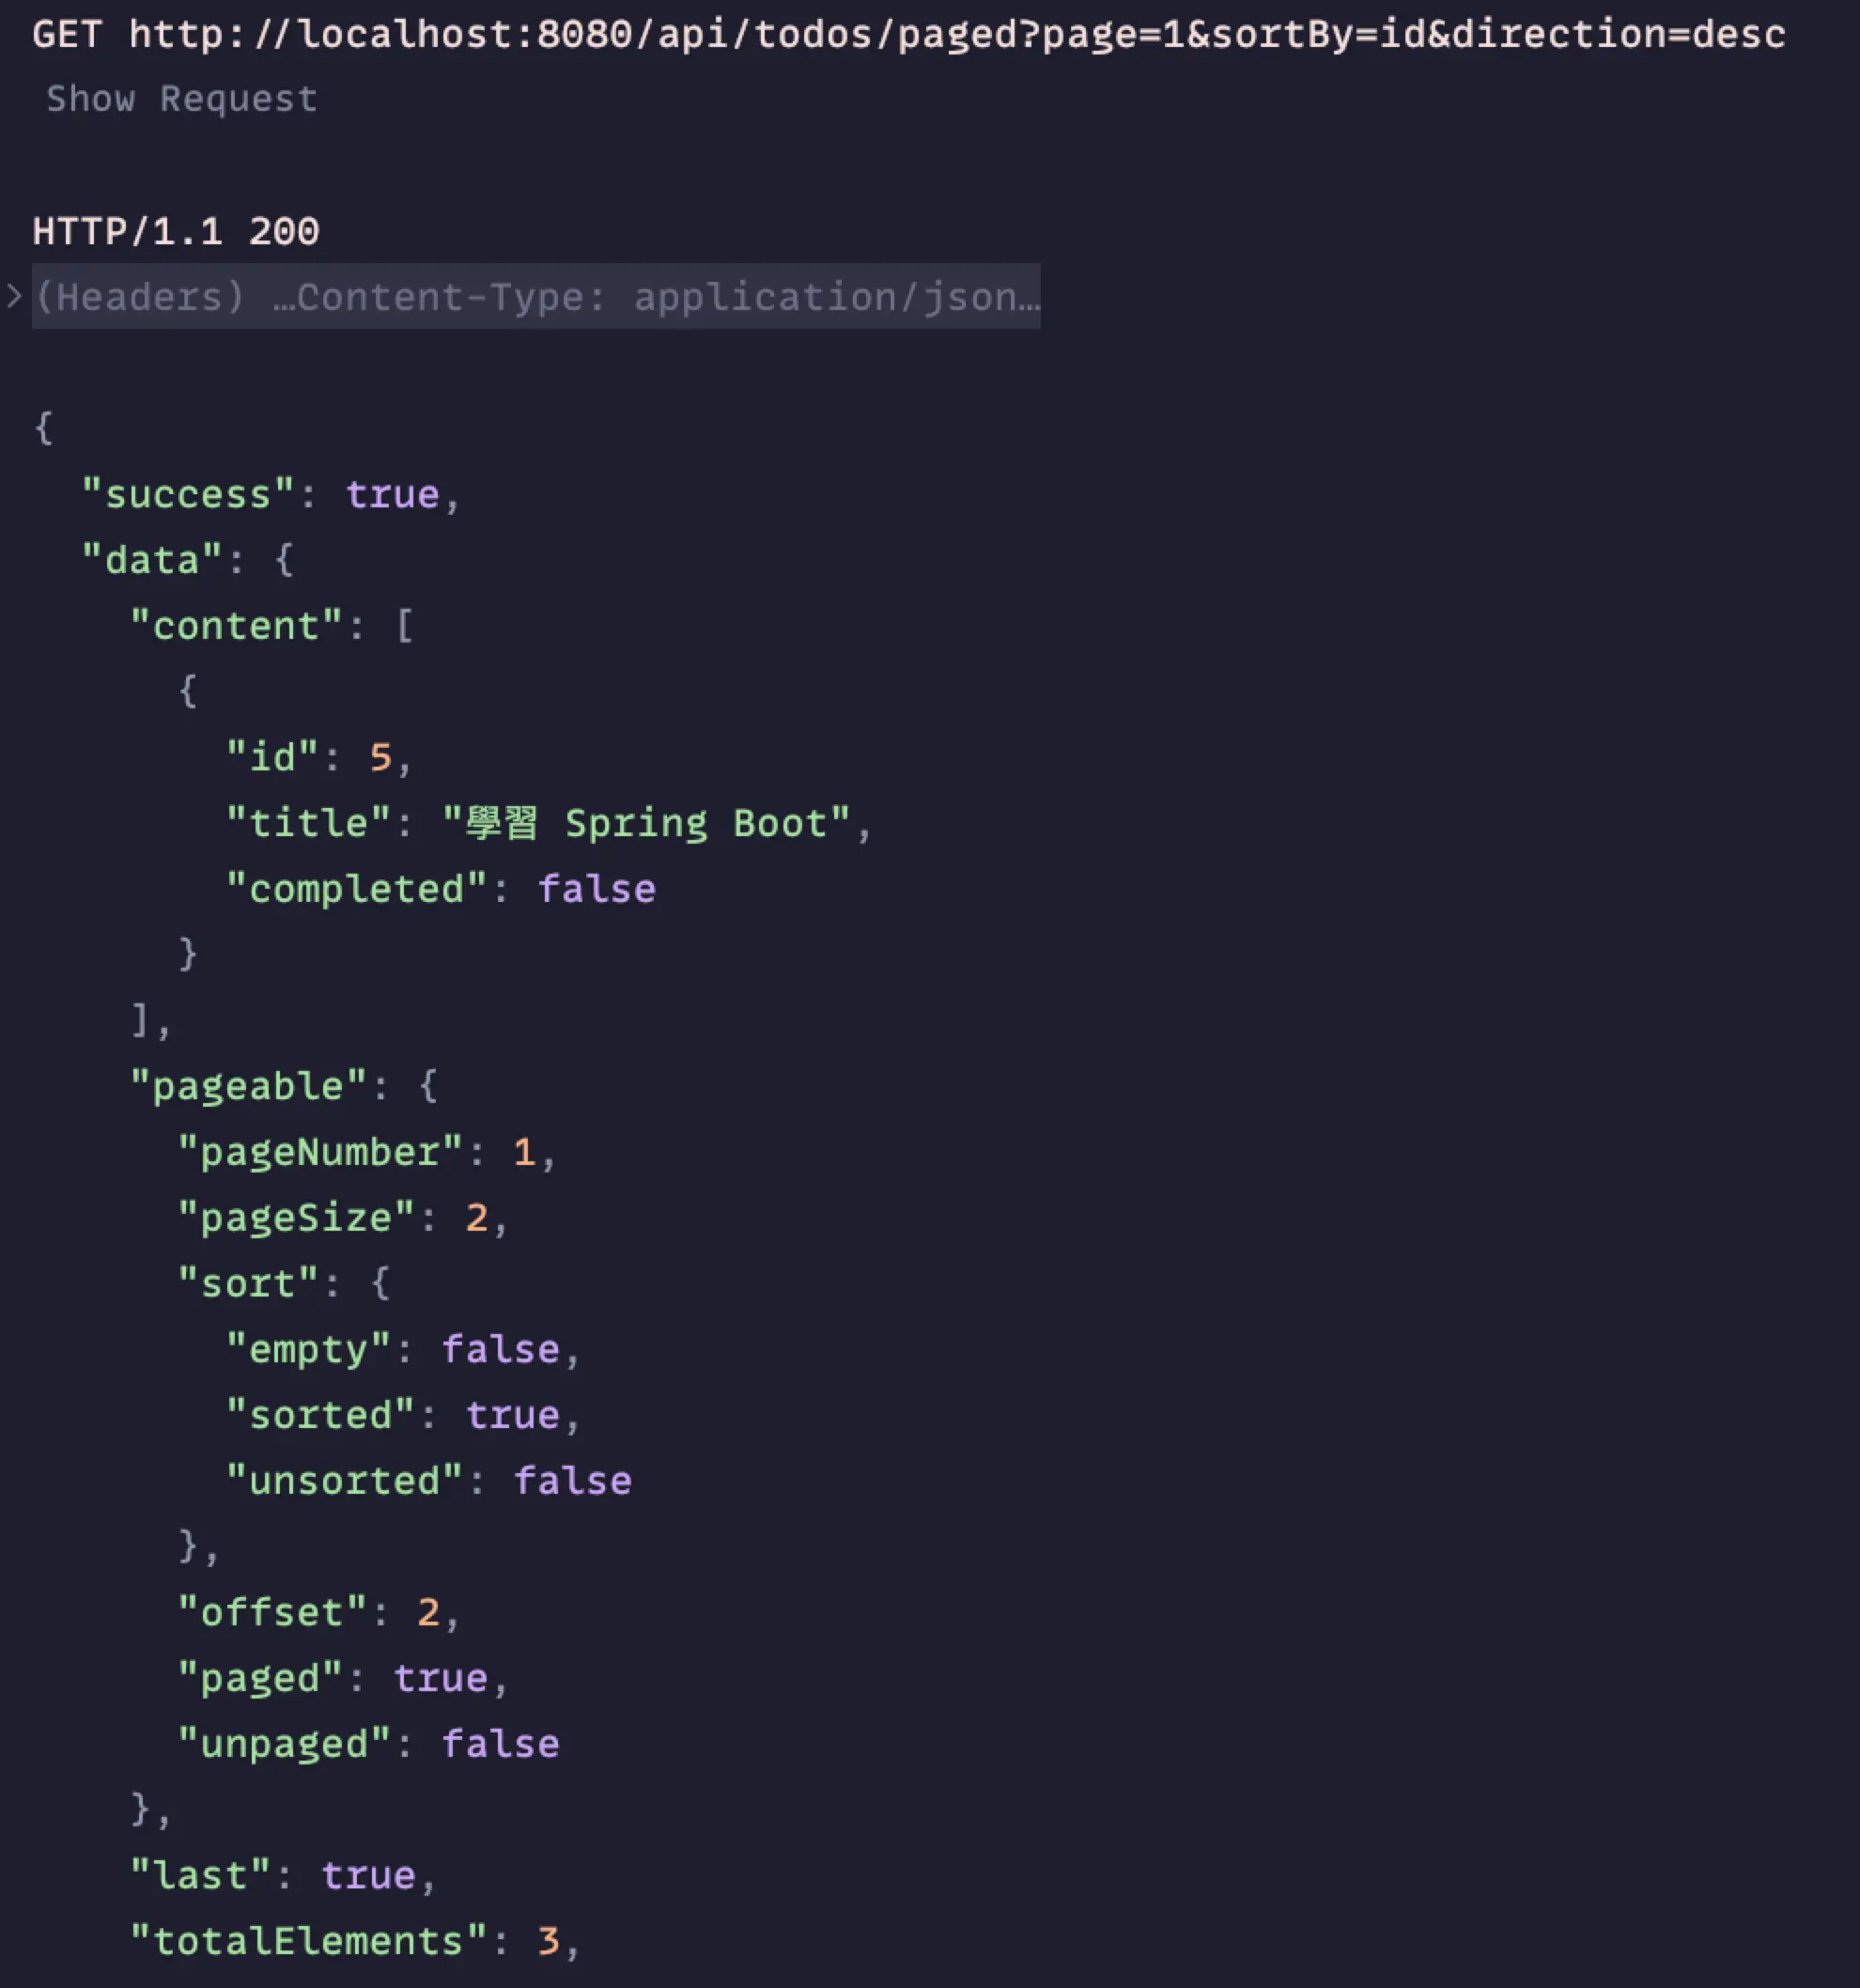 GET http://localhost:8080/api/todos/paged?page=1&sortBy=id&direction=desc
Show Request
HTTP/1.1 200
(Headers) …Content-Type: application/json…
{
  "success": true,
  "data": {
    "content": [
      {
        "id": 5,
        "title": "學習 Spring Boot",
        "completed": false
      }
    ],
    "pageable": {
      "pageNumber": 1,
      "pageSize": 2,
      "sort": {
        "empty": false,
        "sorted": true,
        "unsorted": false
      },
      "offset": 2,
      "paged": true,
      "unpaged": false
    },
    "last": true,
    "totalElements": 3,